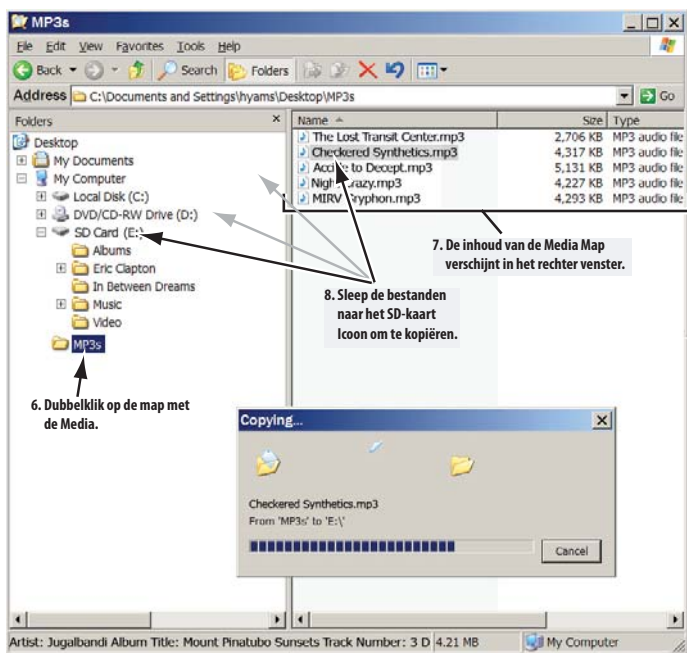 MP3s
File Edit View Favorites Tools Help
Back Search Folders
Address C:\Documents and Settings\hyams\Desktop\MP3s Go
Folders × Name Size Type
Desktop
My Documents
My Computer
Local Disk (C:)
DVD/CD-RW Drive (D:)
SD Card (E:)
Albums
Eric Clapton
In Between Dreams
Music
Video
MP3s
The Lost Transit Center.mp3 2,706 KB MP3 audio file
Checkered Synthetics.mp3 4,317 KB MP3 audio file
to Decept.mp3 5,131 KB MP3 audio file
Crazy.mp3 4,227 KB MP3 audio file
MIRV Gryphon.mp3 4,293 KB MP3 audio file
7. De inhoud van de Media Map
verschijnt in het rechter venster.
8. Sleep de bestanden
naar het SD-kaart
Icoon om te kopiëren.
6. Dubbelklik op de map met
de Media.
Copying...
Checkered Synthetics.mp3
From 'MP3s' to 'E:\'
Cancel
Artist: Jugalbandi Album Title: Mount Pinatubo Sunsets Track Number: 3 D 4.21 MB My Computer